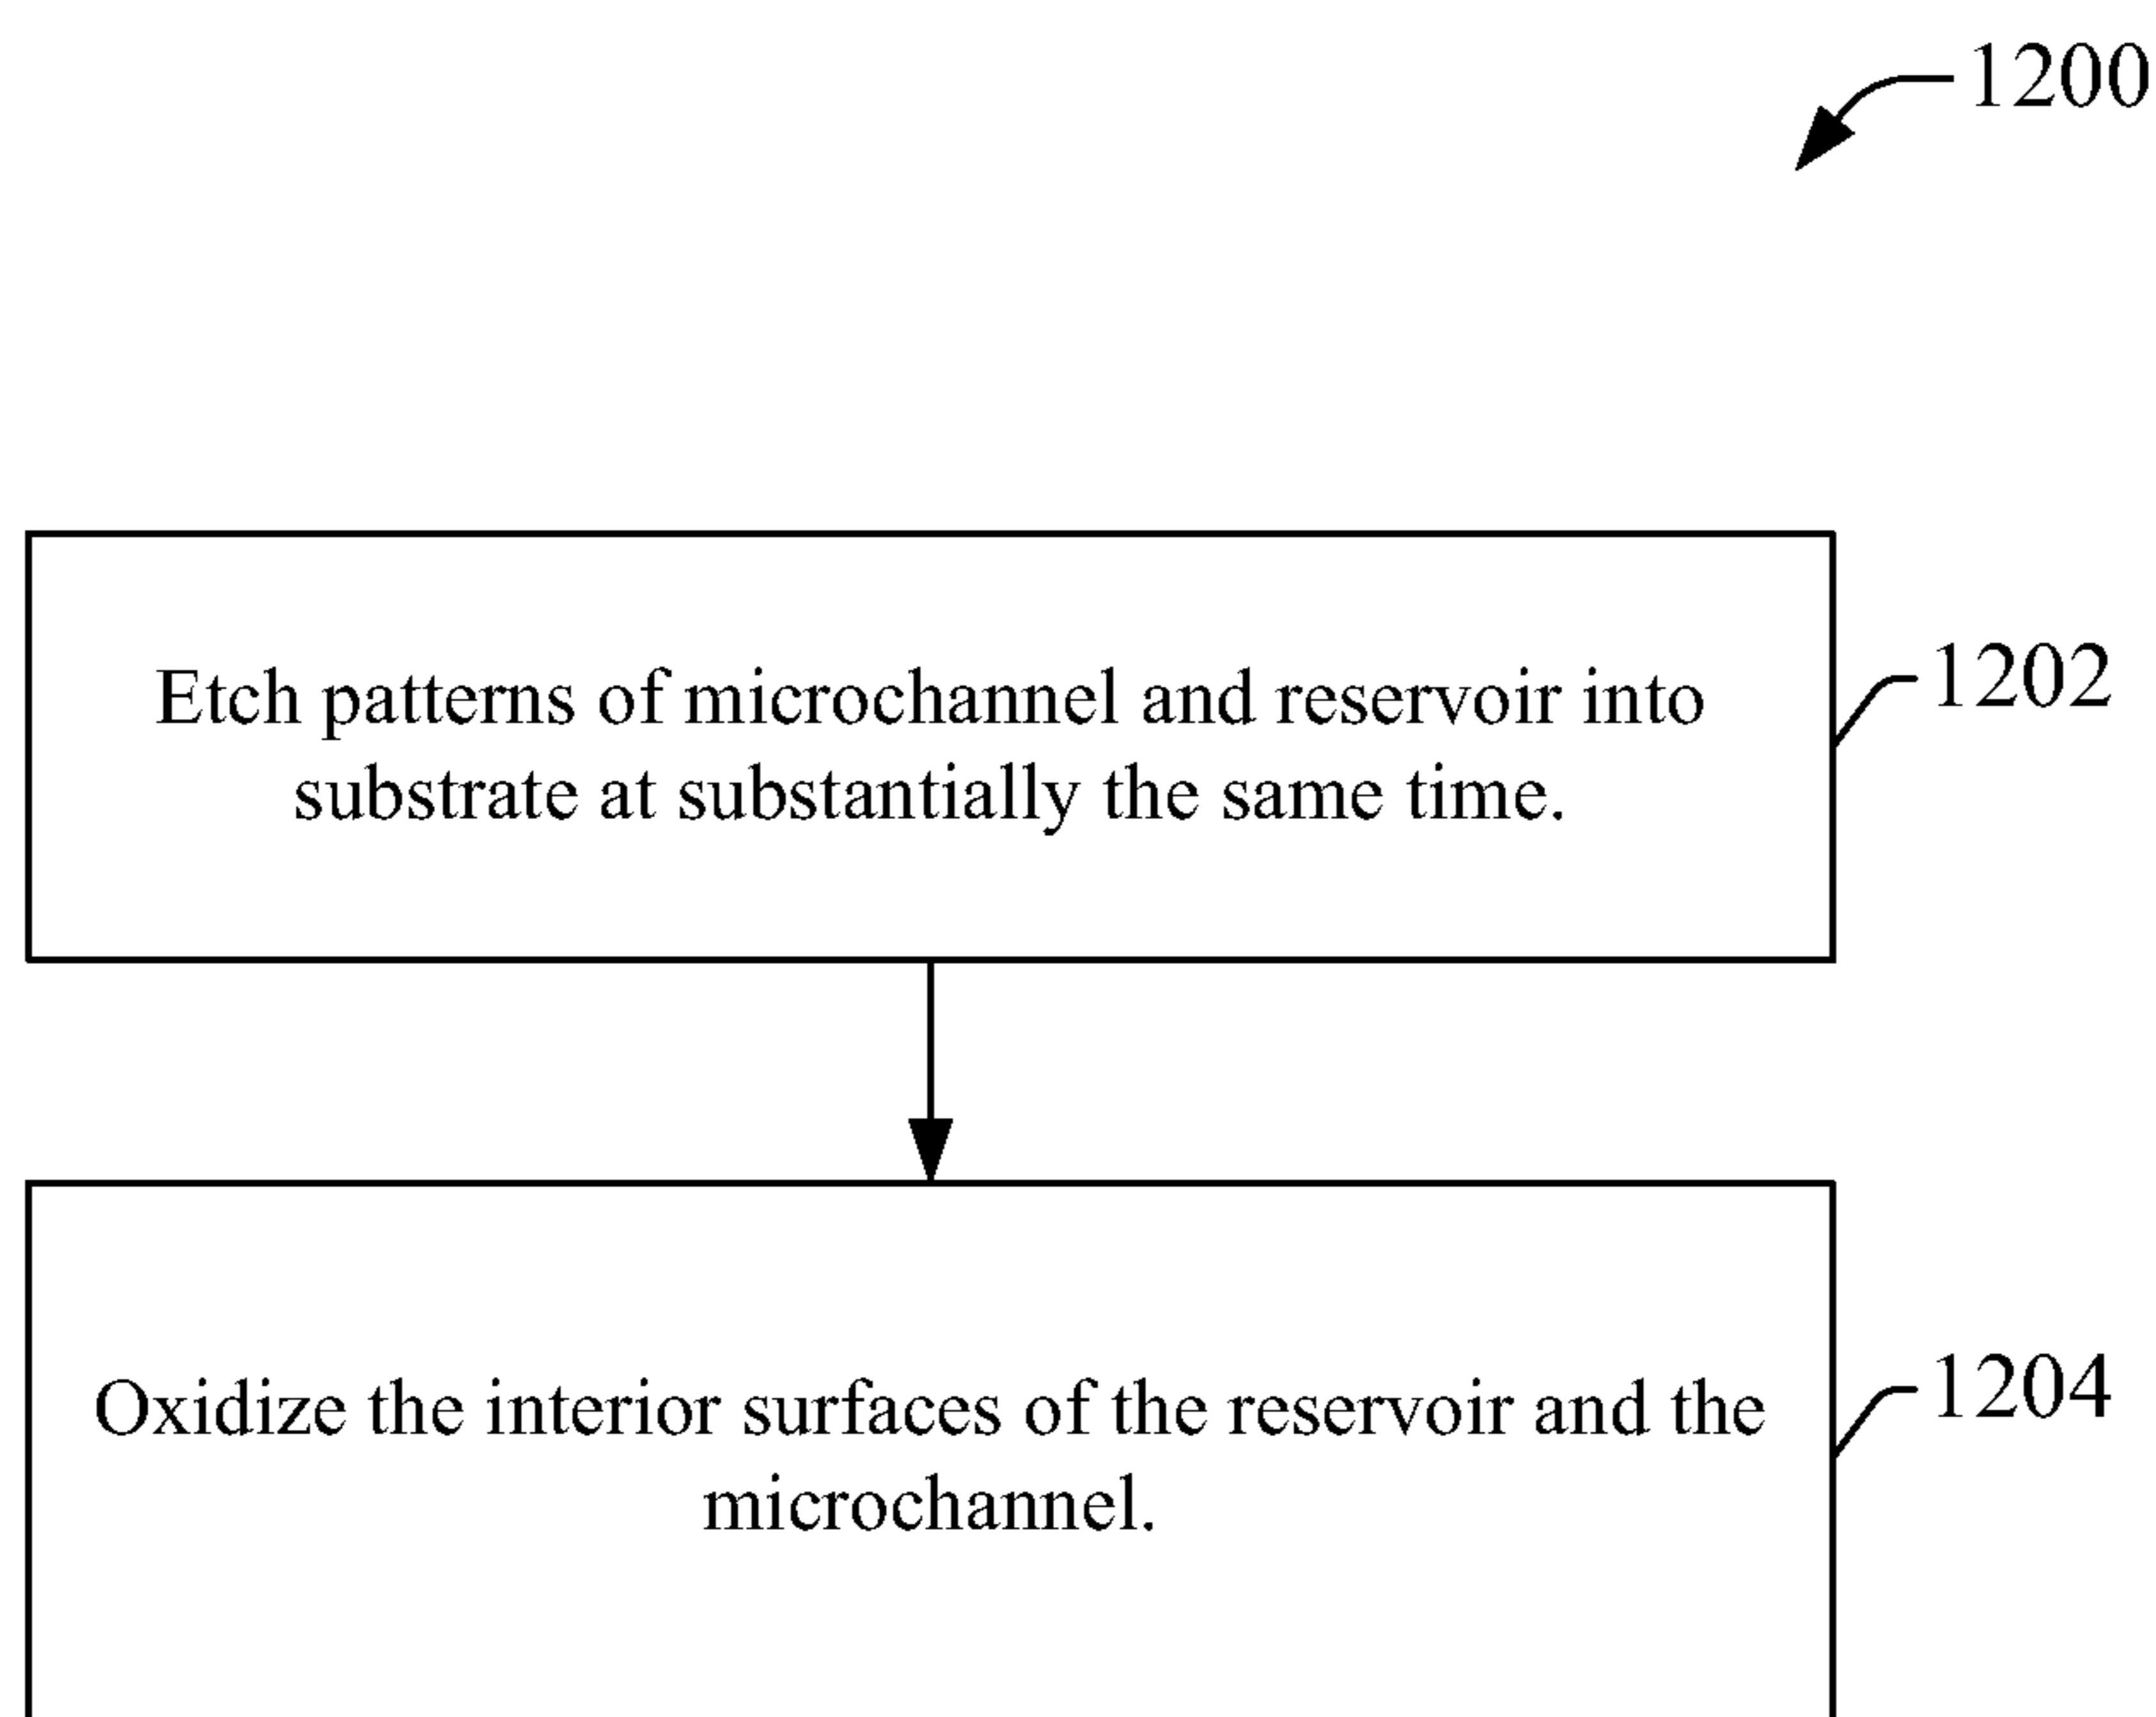 1200
Etch patterns of microchannel and reservoir into
substrate at substantially the same time.
1202
Oxidize the interior surfaces of the reservoir and the
microchannel.
1204